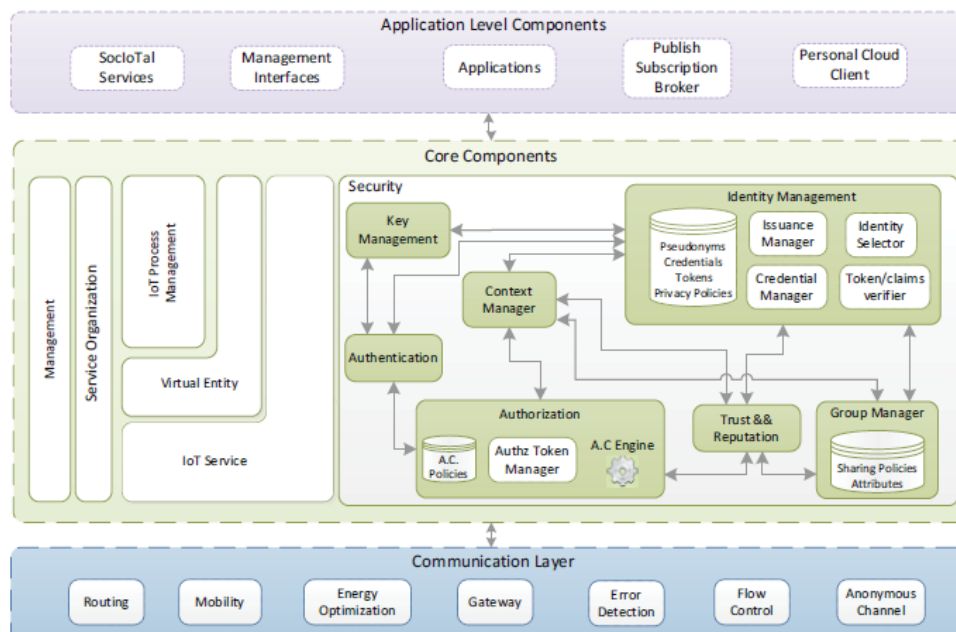 Application Level Components
SocIoTal
Services
Management
Interfaces
Applications
Publish
Subscription
Broker
Personal Cloud
Client
Core Components
Management
Service Organization
IoT Process
Management
Virtual Entity
IoT Service
Security
Key
Management
Context
Manager
Authentication
Identity Management
Pseudonyms
Credentials
Tokens
Privacy Policies
Issuance
Manager
Identity
Selector
Credential
Manager
Token/claims
verifier
Authorization
A.C.
Policies
Authz Token
Manager
A.C Engine
Trust &&
Reputation
Group Manager
Sharing Policies
Attributes
Communication Layer
Routing
Mobility
Energy
Optimization
Gateway
Error
Detection
Flow
Control
Anonymous
Channel